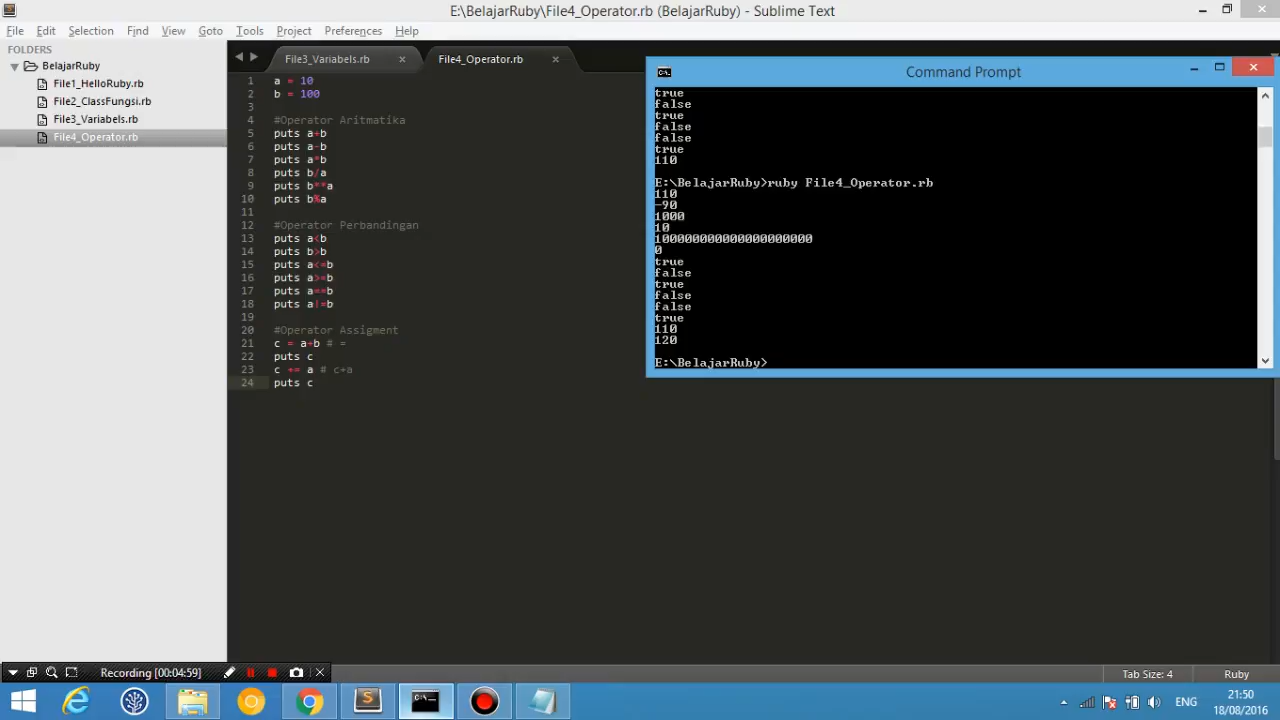 E:\BelajarRuby\File4_Operator.rb (BelajarRuby) - Sublime Text
File Edit Selection Find View Goto Tools Project Preferences Help
FOLDERS
BelajarRuby
File1_HelloRuby.rb
File2_ClassFungsi.rb
File3_Variabels.rb
File4_Operator.rb
File3_Variabels.rb
File4_Operator.rb
1 a = 10
2 b = 100
3
4 #Operator Aritmatika
5 puts a+b
6 puts a-b
7 puts a*b
8 puts b/a
9 puts b**a
10 puts b%a
11
12 #Operator Perbandingan
13 puts a<b
14 puts b>b
15 puts a<=b
16 puts a>=b
17 puts a==b
18 puts a!=b
19
20 #Operator Assigment
21 c = a+b # =
22 puts c
23 c += a # c+a
24 puts c
Command Prompt
true
false
true
false
false
true
110
E:\BelajarRuby>ruby File4_Operator.rb
110
-90
1000
10
100000000000000000000
0
true
false
true
false
false
true
110
120
E:\BelajarRuby>
Recording [00:04:59]
Tab Size: 4
Ruby
ENG
21:50
18/08/2016